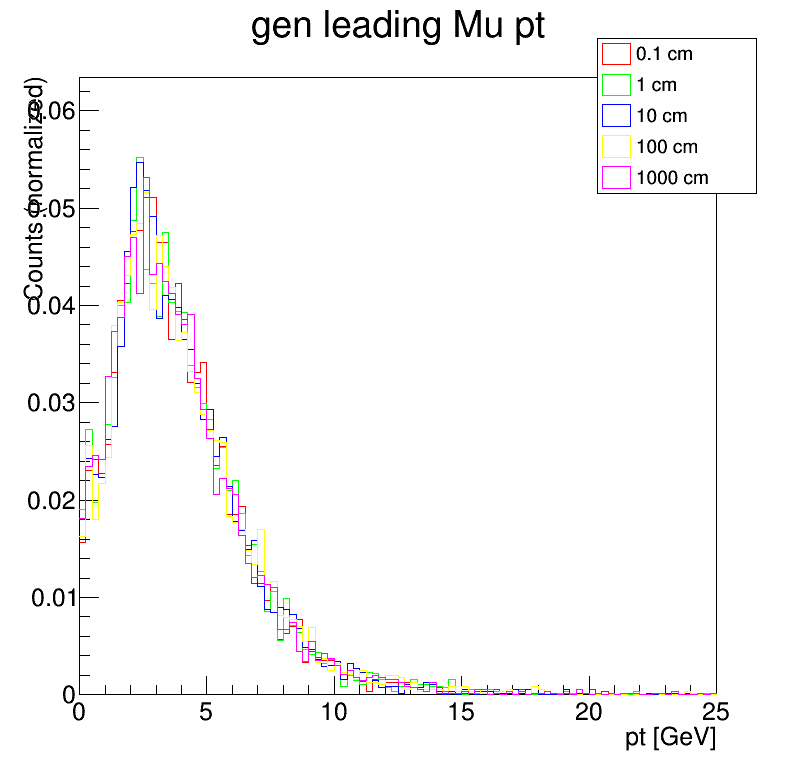 gen leading Mu pt
0.1 cm
1 cm
10 cm
100 cm
1000 cm
Counts (normalized)
0.06
0.05
0.04
0.03
0.02
0.01
0
0 5 10 15 20 25
pt [GeV]